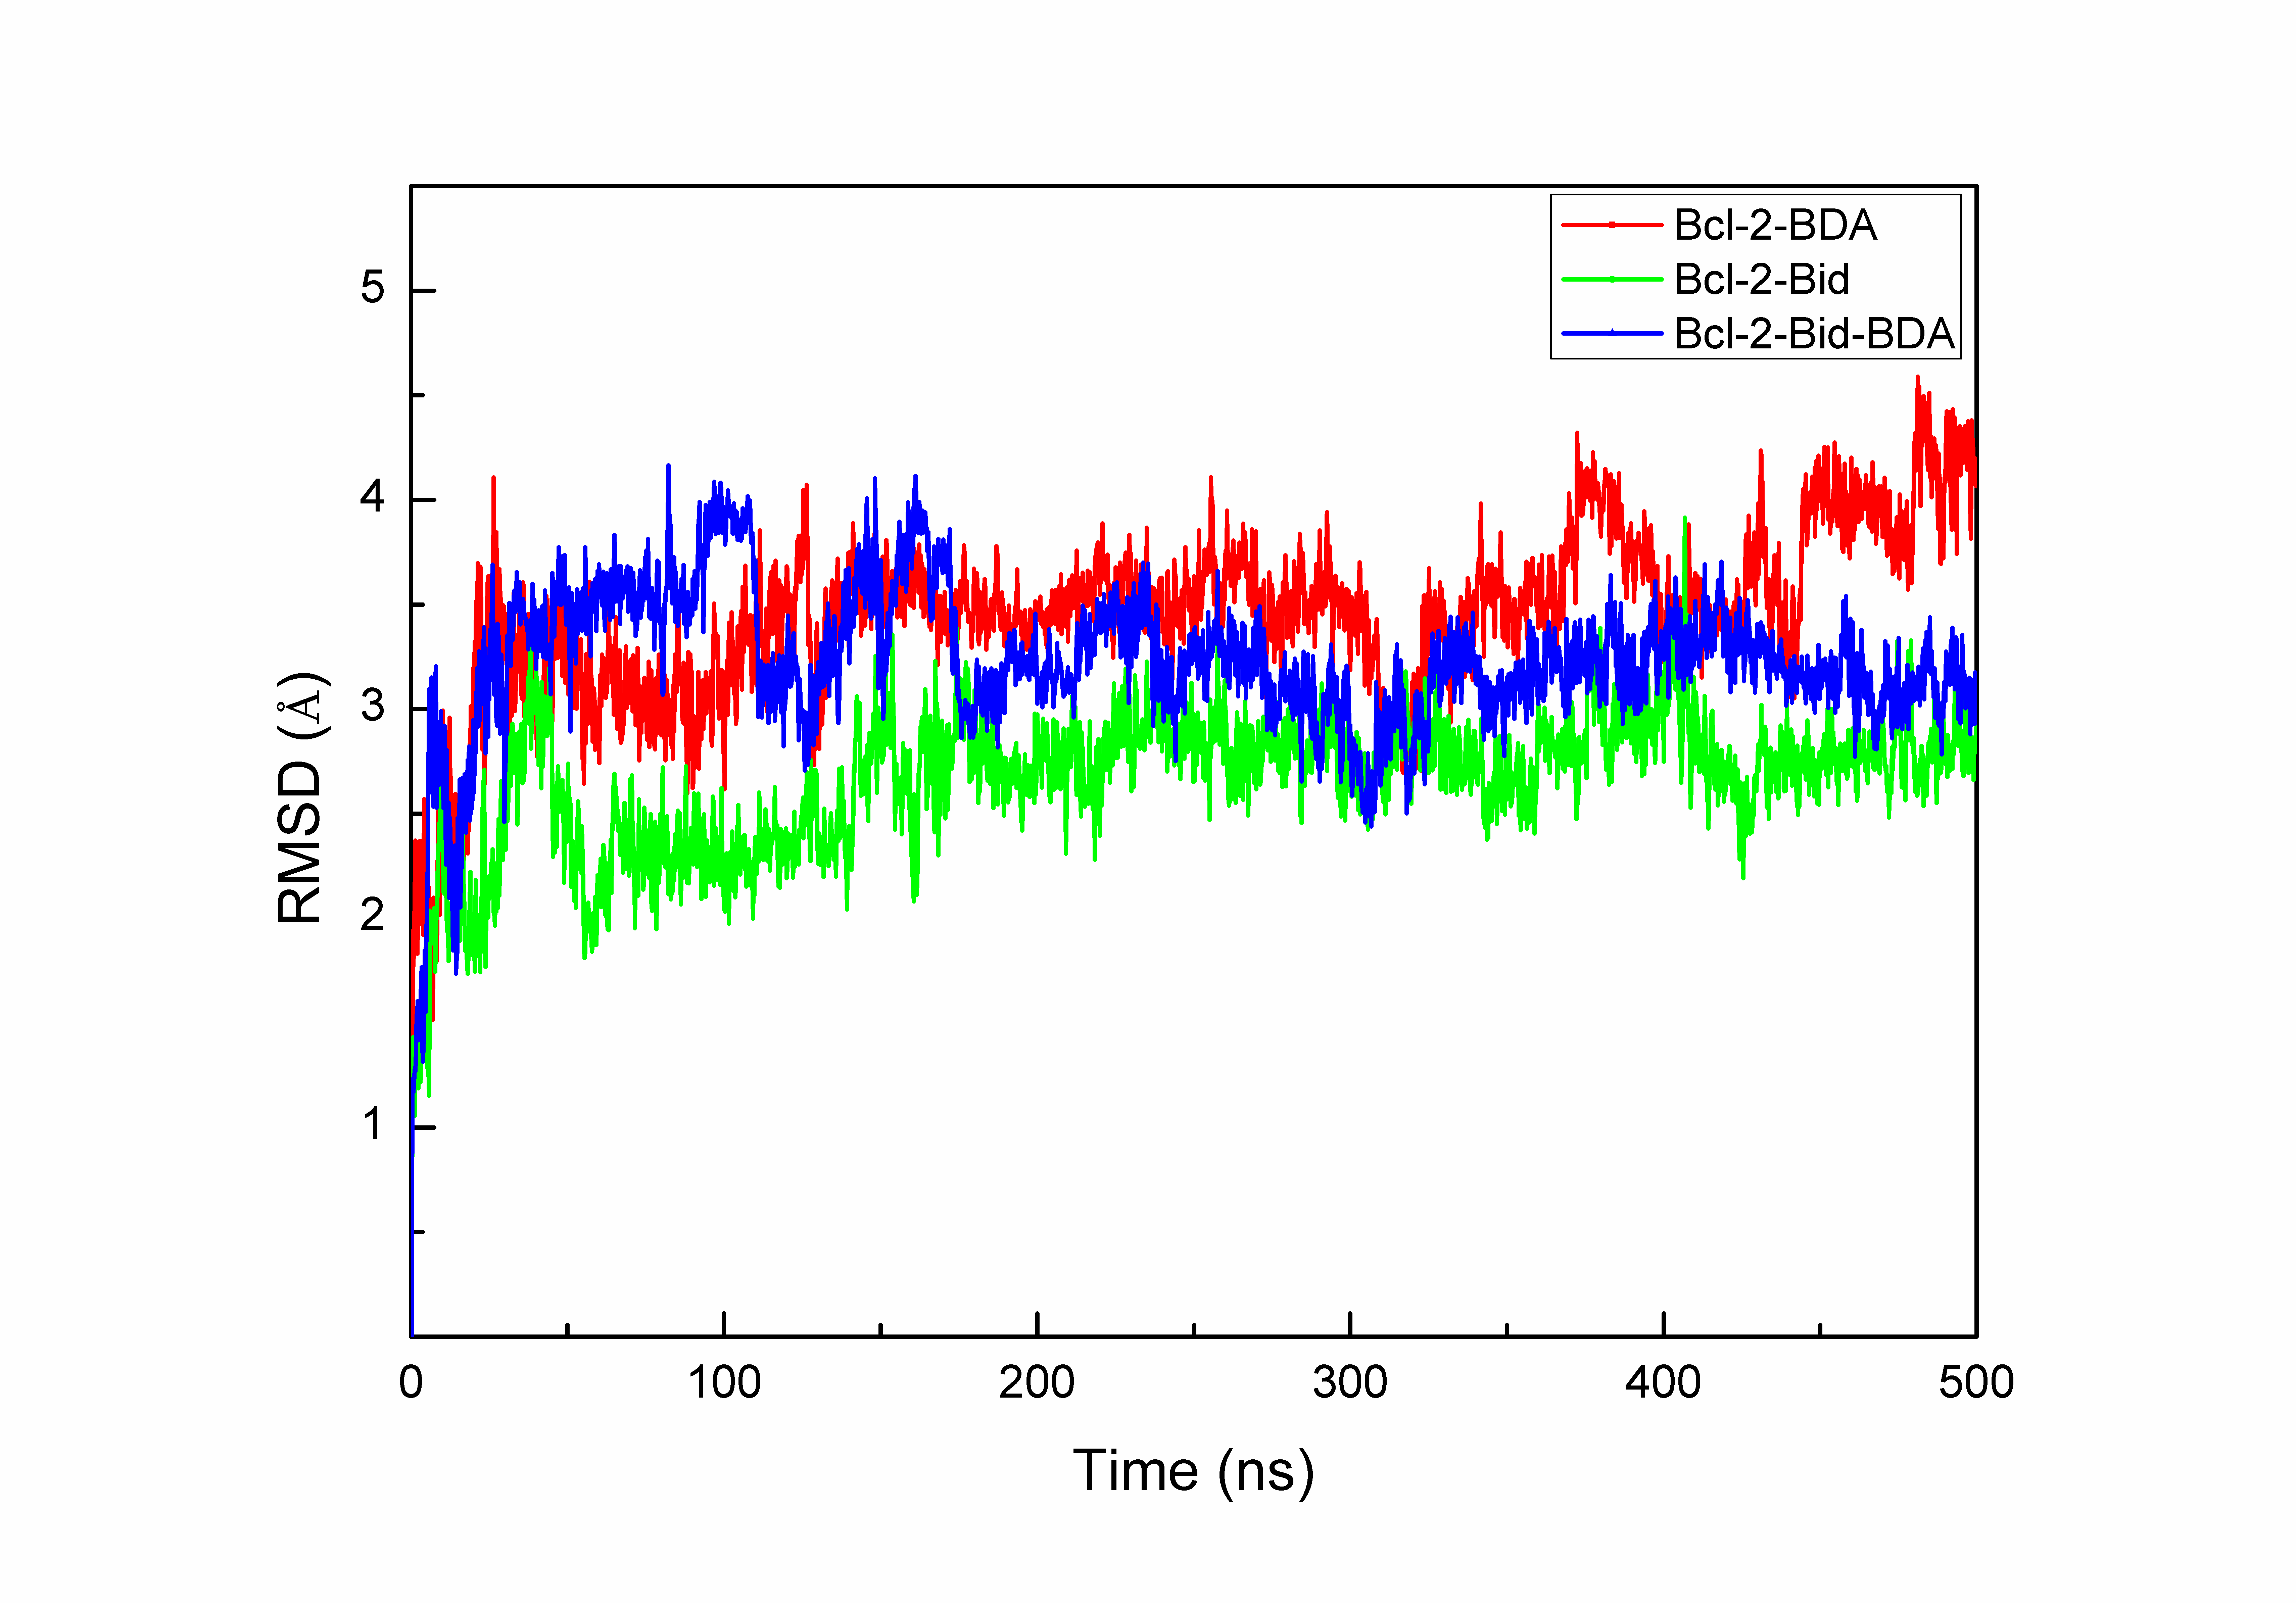 Bcl-2-BDA
Bcl-2-Bid
Bcl-2-Bid-BDA
5
4
3
2
1
RMSD (Å)
0 100 200 300 400 500
Time (ns)